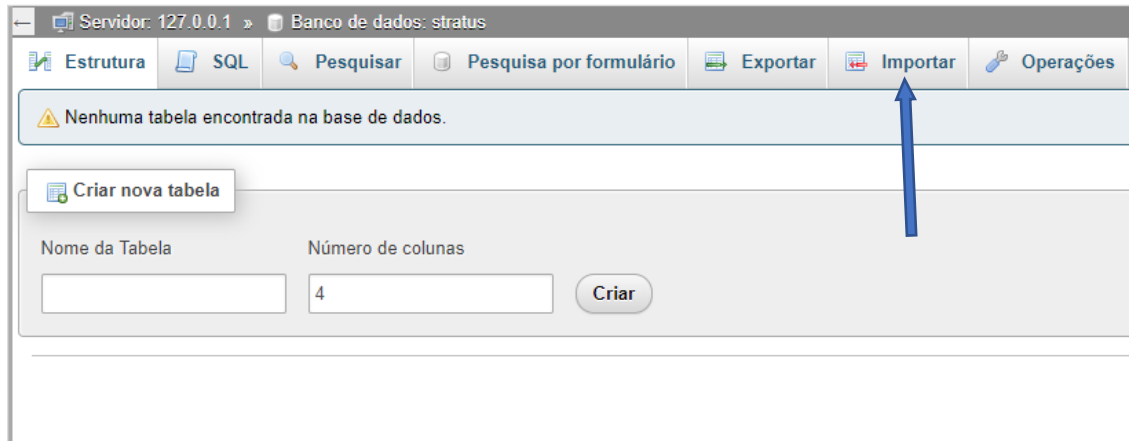 Servidor: 127.0.0.1 » Banco de dados: stratus
Estrutura SQL Pesquisar Pesquisa por formulário Exportar Importar Operações
Nenhuma tabela encontrada na base de dados.
Criar nova tabela
Nome da Tabela Número de colunas
4 Criar